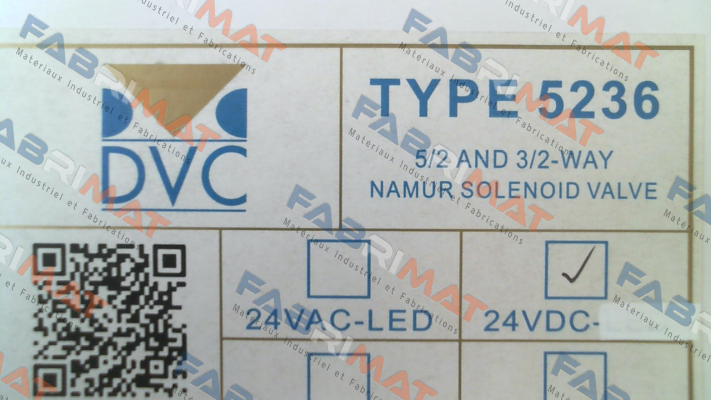 DVC
TYPE 5236
5/2 AND 3/2-WAY
NAMUR SOLENOID VALVE
24VAC-LED
24VDC-
FABRIMAT
Materiaux Industriel et Fabrications